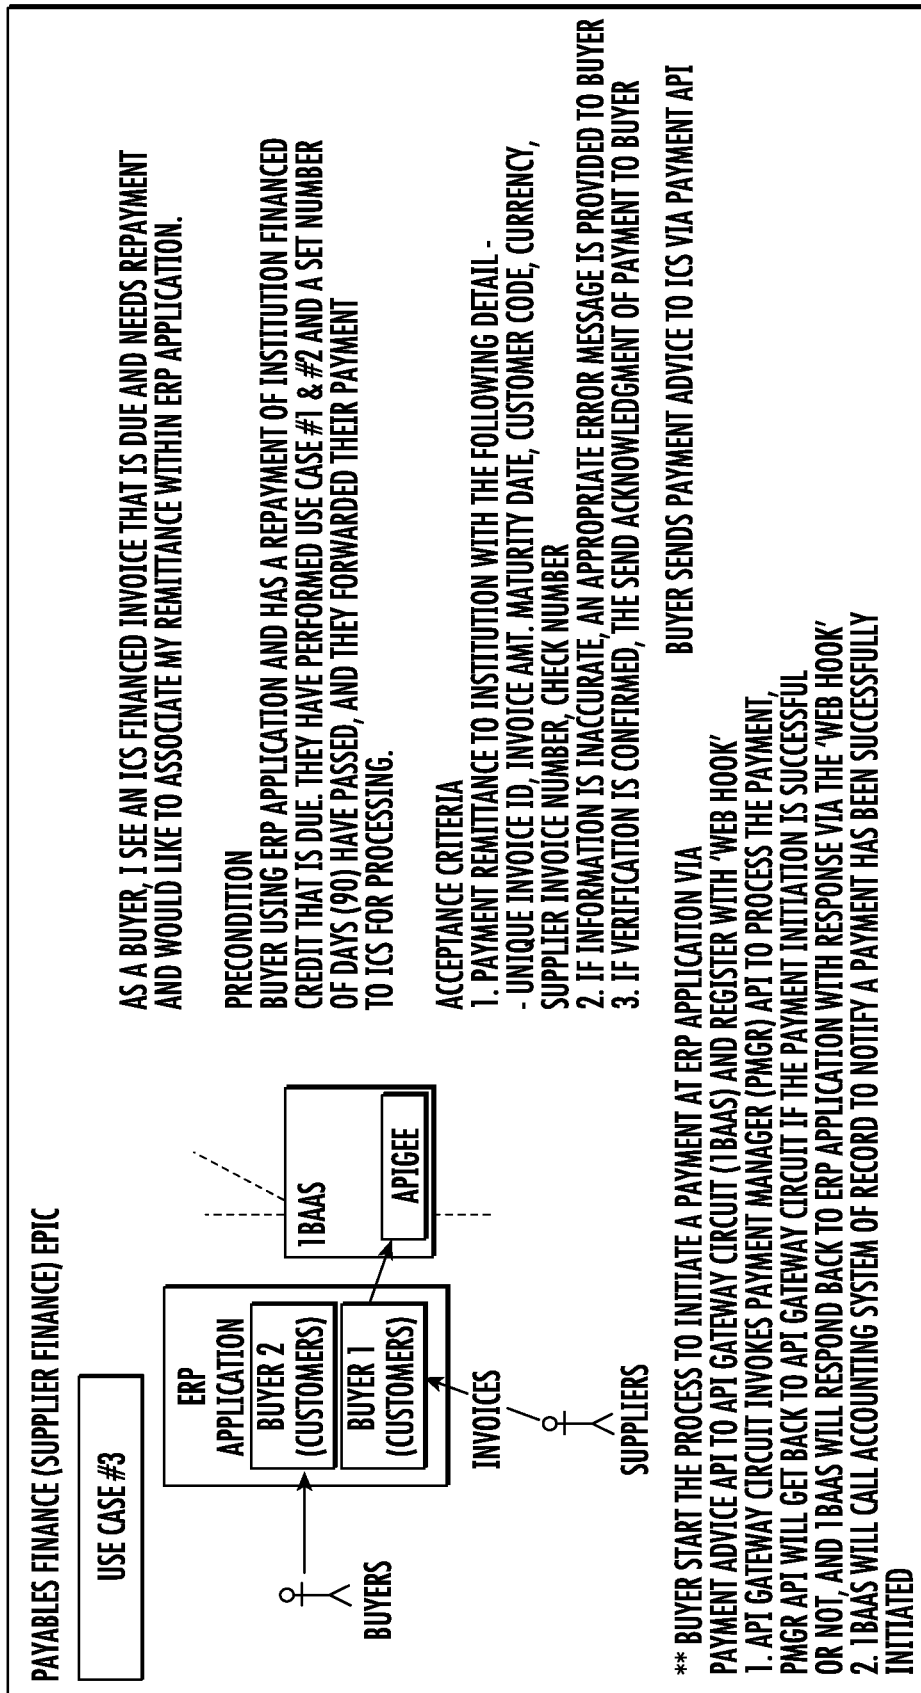 PAYABLES FINANCE (SUPPLIER FINANCE) EPIC
USE CASE #3
ERP
APPLICATION
BUYER 2
(CUSTOMERS)
BUYER 1
(CUSTOMERS)
1BAAS
APIGEE
BUYERS
INVOICES
SUPPLIERS
AS A BUYER, I SEE AN ICS FINANCED INVOICE THAT IS DUE AND NEEDS REPAYMENT
AND WOULD LIKE TO ASSOCIATE MY REMITTANCE WITHIN ERP APPLICATION.
PRECONDITION
BUYER USING ERP APPLICATION AND HAS A REPAYMENT OF INSTITUTION FINANCED
CREDIT THAT IS DUE. THEY HAVE PERFORMED USE CASE #1 & #2 AND A SET NUMBER
OF DAYS (90) HAVE PASSED, AND THEY FORWARDED THEIR PAYMENT
TO ICS FOR PROCESSING.
ACCEPTANCE CRITERIA
1. PAYMENT REMITTANCE TO INSTITUTION WITH THE FOLLOWING DETAIL -
- UNIQUE INVOICE ID, INVOICE AMT. MATURITY DATE, CUSTOMER CODE, CURRENCY,
SUPPLIER INVOICE NUMBER, CHECK NUMBER
2. IF INFORMATION IS INACCURATE, AN APPROPRIATE ERROR MESSAGE IS PROVIDED TO BUYER
3. IF VERIFICATION IS CONFIRMED, THE SEND ACKNOWLEDGMENT OF PAYMENT TO BUYER
BUYER SENDS PAYMENT ADVICE TO ICS VIA PAYMENT API
** BUYER START THE PROCESS TO INITIATE A PAYMENT AT ERP APPLICATION VIA
PAYMENT ADVICE API TO API GATEWAY CIRCUIT (1BAAS) AND REGISTER WITH 'WEB HOOK'
1. API GATEWAY CIRCUIT INVOKES PAYMENT MANAGER (PMGR) API TO PROCESS THE PAYMENT,
PMGR API WILL GET BACK TO API GATEWAY CIRCUIT IF THE PAYMENT INITIATION IS SUCCESSFUL
OR NOT, AND 1BAAS WILL RESPOND BACK TO ERP APPLICATION WITH RESPONSE VIA THE 'WEB HOOK'
2. 1BAAS WILL CALL ACCOUNTING SYSTEM OF RECORD TO NOTIFY A PAYMENT HAS BEEN SUCCESSFULLY
INITIATED